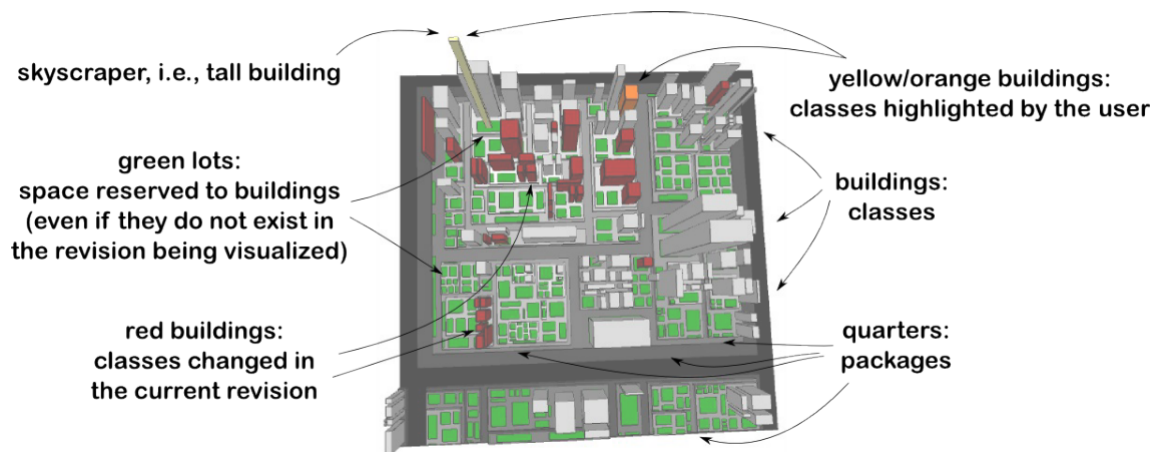 skyscraper, i.e., tall building
green lots:
space reserved to buildings
(even if they do not exist in
the revision being visualized)
red buildings:
classes changed in
the current revision
yellow/orange buildings:
classes highlighted by the user
buildings:
classes
quarters:
packages